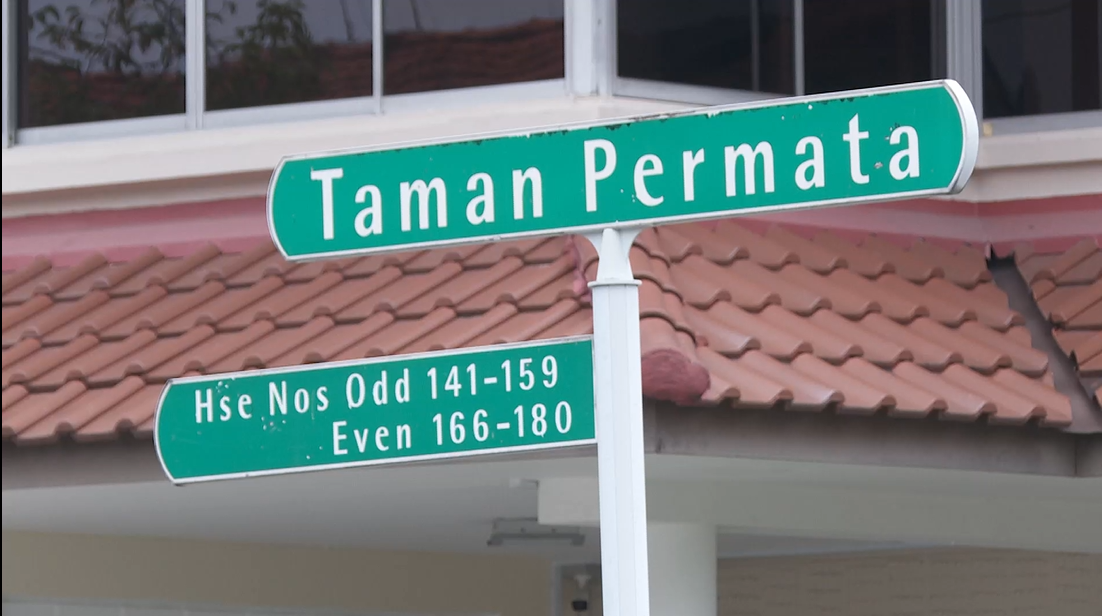 Taman Permata
Hse Nos Odd 141-159
Even 166-180